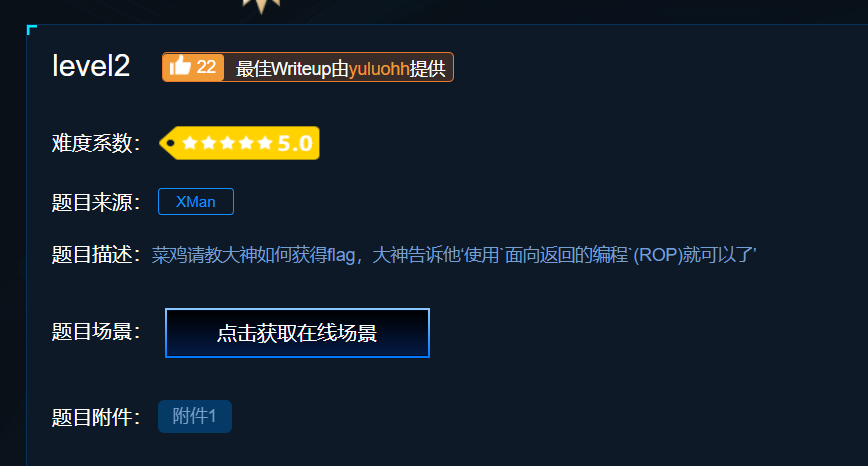 level2 22 最佳Writeup由yuluohh提供
难度系数： 5.0
题目来源： XMan
题目描述：菜鸡请教大神如何获得flag，大神告诉他‘使用`面向返回的编程`(ROP)就可以了’
题目场景： 点击获取在线场景
题目附件： 附件1